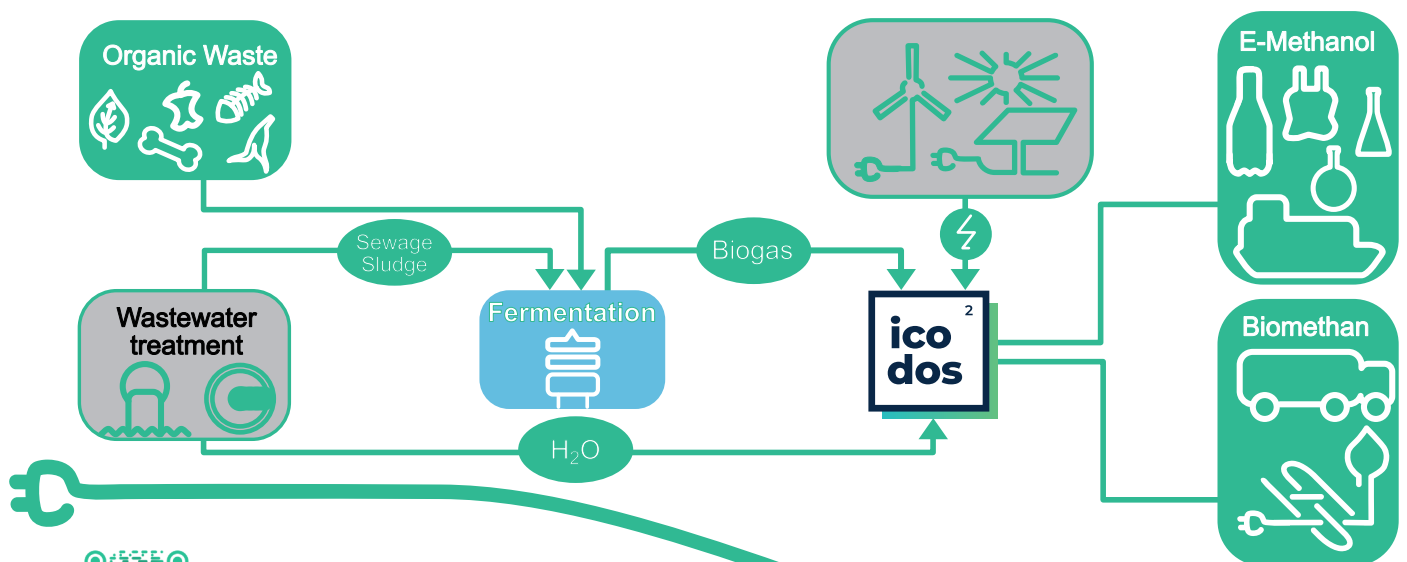 Organic Waste
E-Methanol
Sewage
Sludge
Biogas
Wastewater
treatment
Fermentation
2
ico
dos
Biomethan
H₂O